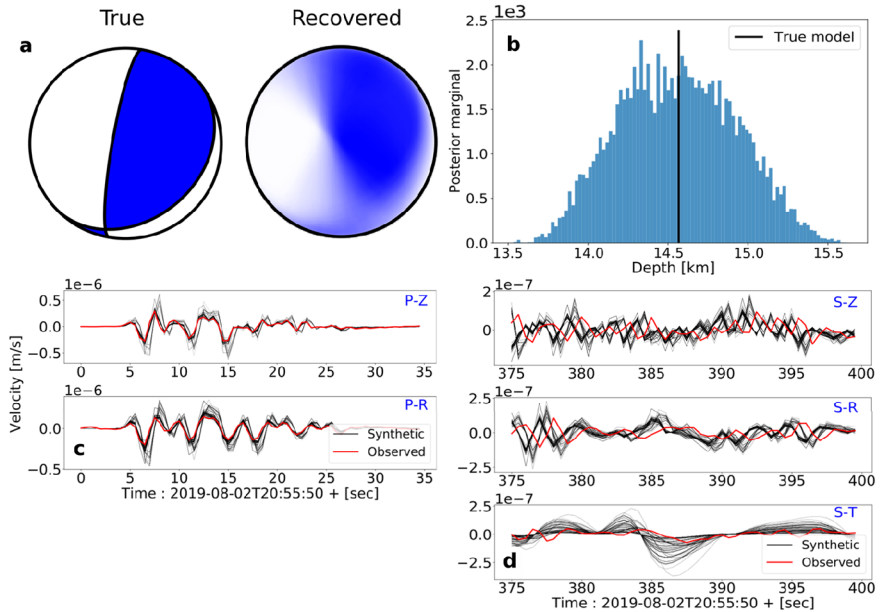 True
Recovered
a
1e3
b
True model
Posterior marginal
2.5
2.0
1.5
1.0
0.5
0.0
13.5 14.0 14.5 15.0 15.5
Depth [km]
1e−6
P-Z
0.5
0.0
−0.5
0 5 10 15 20 25 30 35
1e−6
P-R
0.0
−0.5
c
Synthetic
Observed
0 5 10 15 20 25 30 35
Velocity [m/s]
Time : 2019-08-02T20:55:50 + [sec]
1e−7
S-Z
2
0
375 380 385 390 395 400
1e−7
S-R
2.5
0.0
−2.5
375 380 385 390 395 400
1e−7
S-T
2.5
0.0
−2.5
d
Synthetic
Observed
375 380 385 390 395 400
Time : 2019-08-02T20:55:50 + [sec]